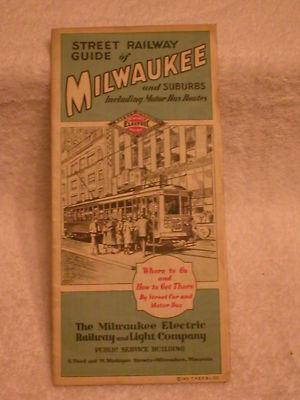 STREET RAILWAY
GUIDE of
MILWAUKEE
and SUBURBS
Including Motor Bus Routes
ELECTRIC
Where to Go
and
How to Get There
By Street Car and
Motor Bus
The Milwaukee Electric
Railway and Light Company
PUBLIC SERVICE BUILDING